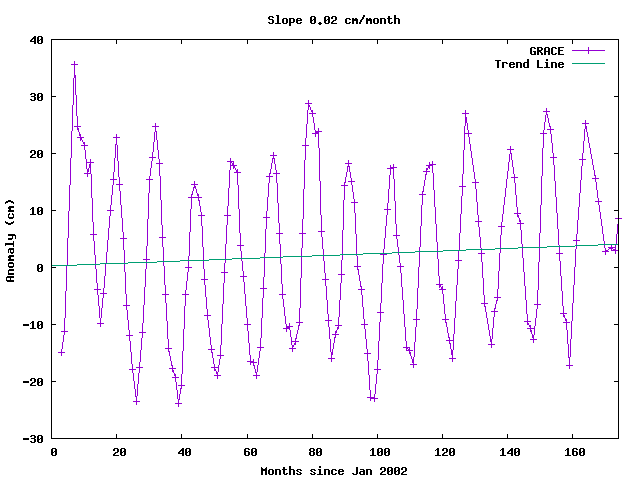 Slope 0.02 cm/month
GRACE
Trend Line
40
30
20
10
0
-10
-20
-30
Anomaly (cm)
0 20 40 60 80 100 120 140 160
Months since Jan 2002